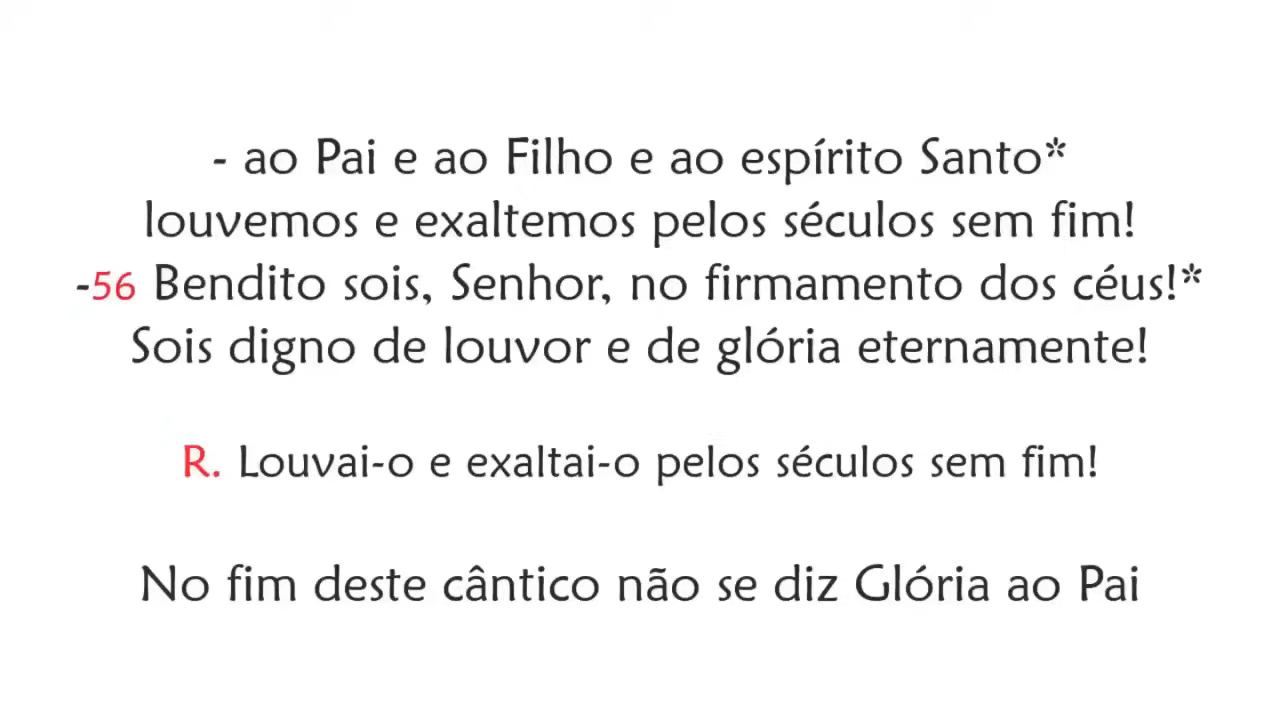 - ao Pai e ao Filho e ao espírito Santo*
louvemos e exaltemos pelos séculos sem fim!
-56 Bendito sois, Senhor, no firmamento dos céus!*
Sois digno de louvor e de glória eternamente!
R. Louvai-o e exaltai-o pelos séculos sem fim!
No fim deste cântico não se diz Glória ao Pai